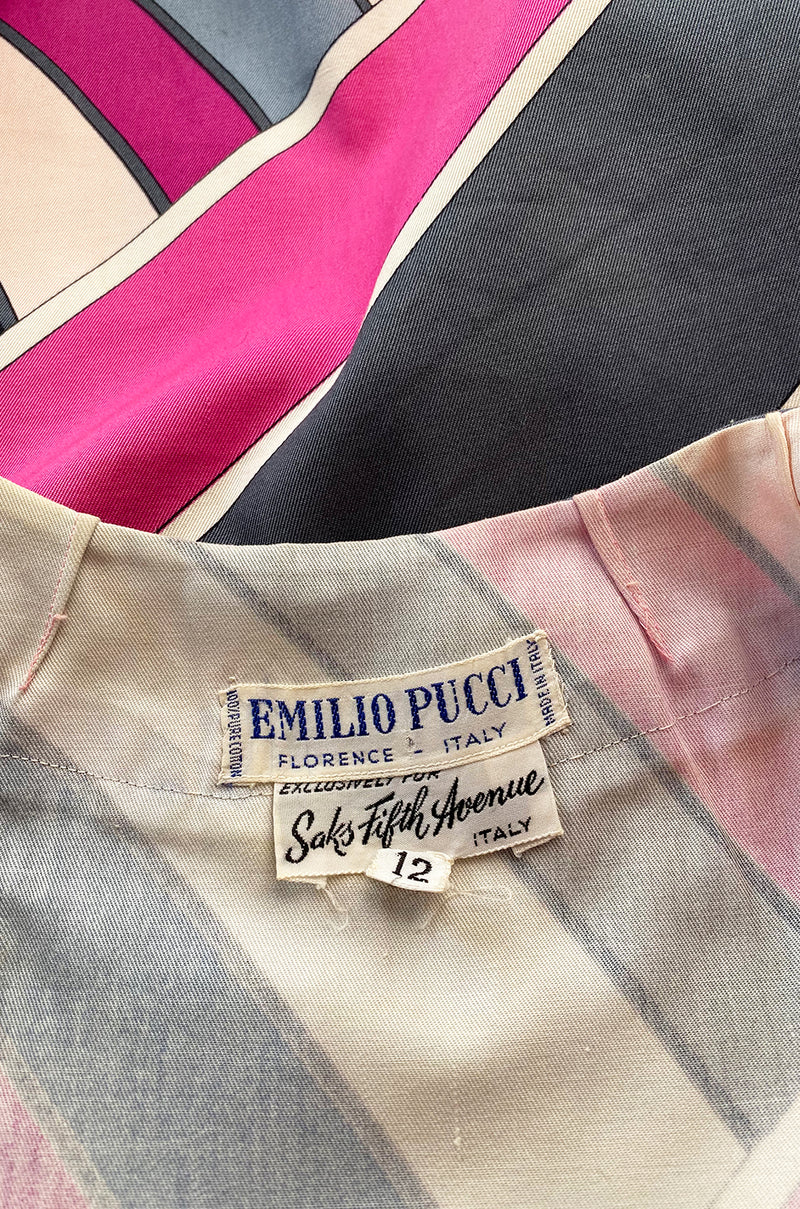 100% PURE COTTON
EMILIO PUCCI
FLORENCE - ITALY
MADE IN ITALY
EXCLUSIVELY FOR
Saks Fifth Avenue
ITALY
12